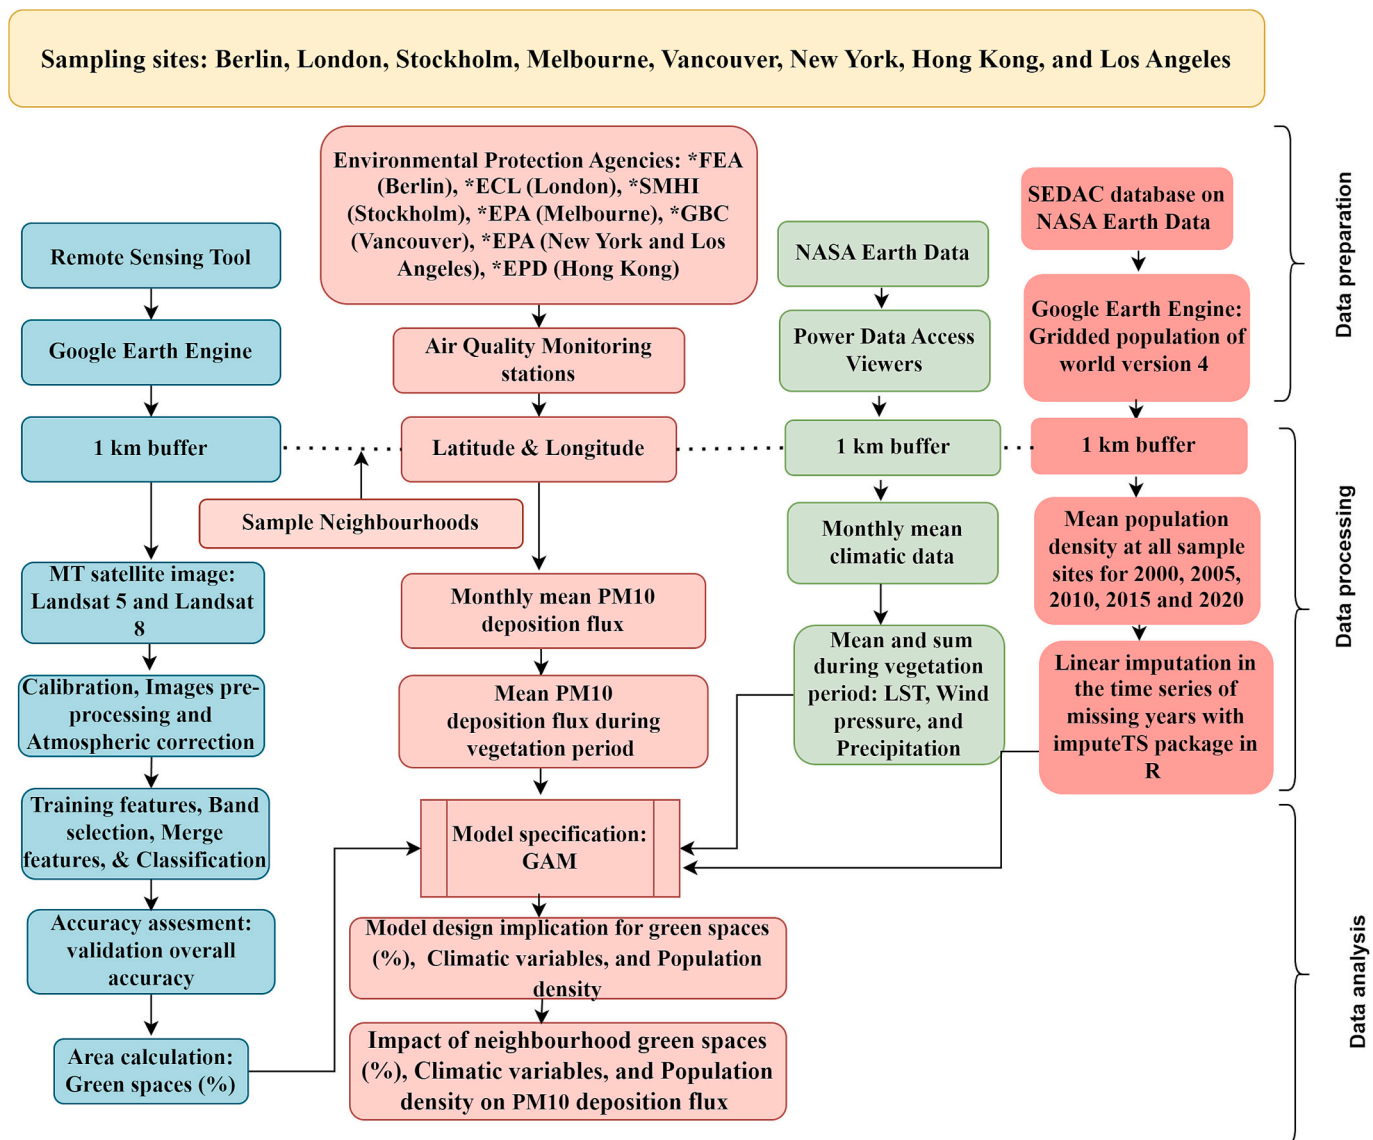 Sampling sites: Berlin, London, Stockholm, Melbourne, Vancouver, New York, Hong Kong, and Los Angeles
Remote Sensing Tool
Google Earth Engine
1 km buffer
MT satellite image:
Landsat 5 and Landsat
8
Calibration, Images pre-
processing and
Atmospheric correction
Training features, Band
selection, Merge
features, & Classification
Accuracy assesment:
validation overall
accuracy
Area calculation:
Green spaces (%)
Environmental Protection Agencies: *FEA
(Berlin), *ECL (London), *SMHI
(Stockholm), *EPA (Melbourne), *GBC
(Vancouver), *EPA (New York and Los
Angeles), *EPD (Hong Kong)
Air Quality Monitoring
stations
Latitude & Longitude
Sample Neighbourhoods
Monthly mean PM10
deposition flux
Mean PM10
deposition flux during
vegetation period
Model specification:
GAM
Model design implication for green spaces
(%), Climatic variables, and Population
density
Impact of neighbourhood green spaces
(%), Climatic variables, and Population
density on PM10 deposition flux
NASA Earth Data
Power Data Access
Viewers
1 km buffer
Monthly mean
climatic data
Mean and sum
during vegetation
period: LST, Wind
pressure, and
Precipitation
SEDAC database on
NASA Earth Data
Google Earth Engine:
Gridded population of
world version 4
1 km buffer
Mean population
density at all sample
sites for 2000, 2005,
2010, 2015 and 2020
Linear imputation in
the time series of
missing years with
imputeTS package in
R
Data preparation
Data processing
Data analysis